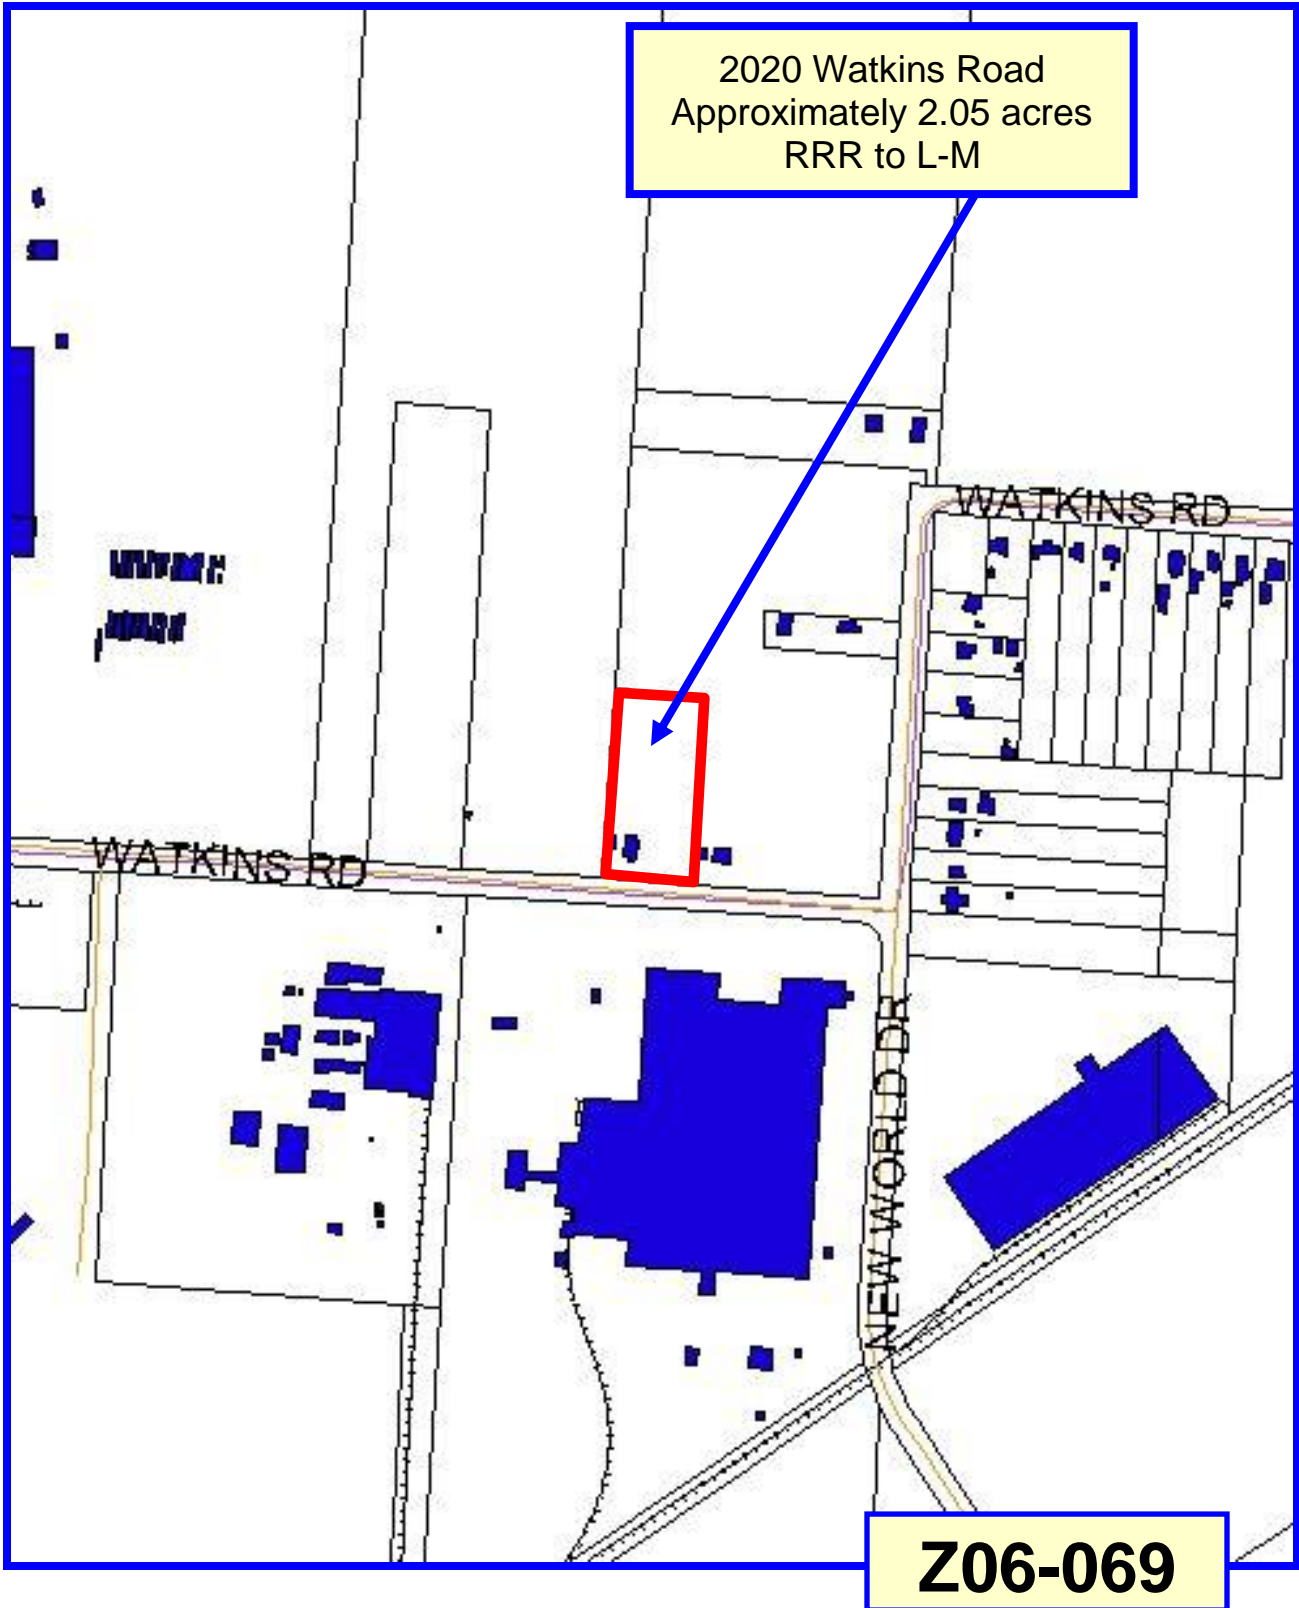 2020 Watkins Road
Approximately 2.05 acres
RRR to L-M
WATKINS RD
WATKINS RD
NEW WORLD DR
Z06-069